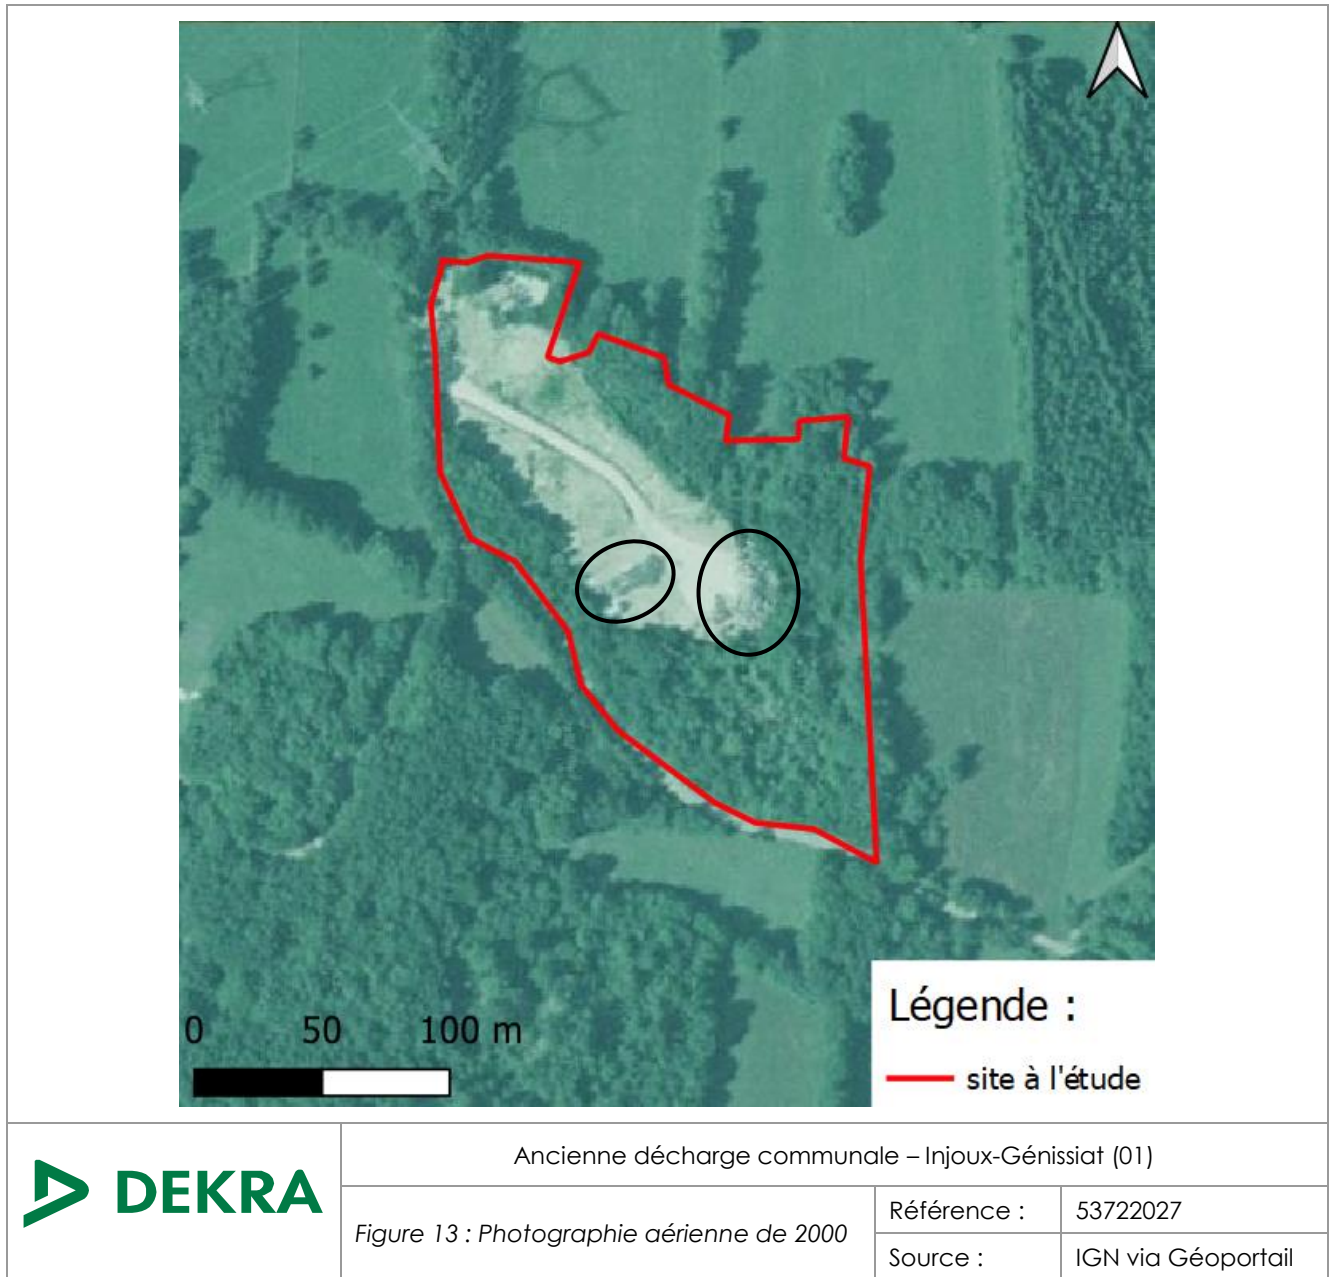 0 50 100 m
Légende :
site à l'étude
DEKRA
Ancienne décharge communale – Injoux-Génissiat (01)
Figure 13 : Photographie aérienne de 2000
Référence :
53722027
Source :
IGN via Géoportail